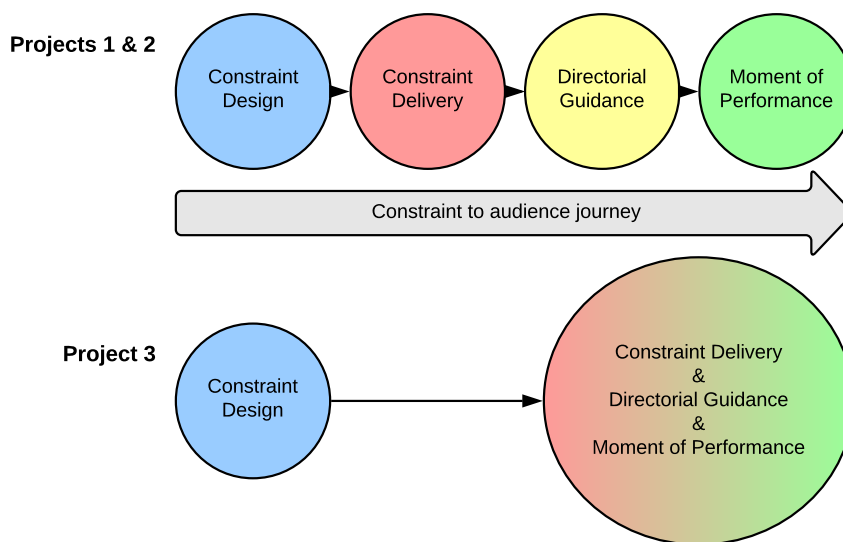 Projects 1 & 2
Constraint
Design
Constraint
Delivery
Directorial
Guidance
Moment of
Performance
Constraint to audience journey
Project 3
Constraint
Design
Constraint Delivery
&
Directorial Guidance
&
Moment of Performance